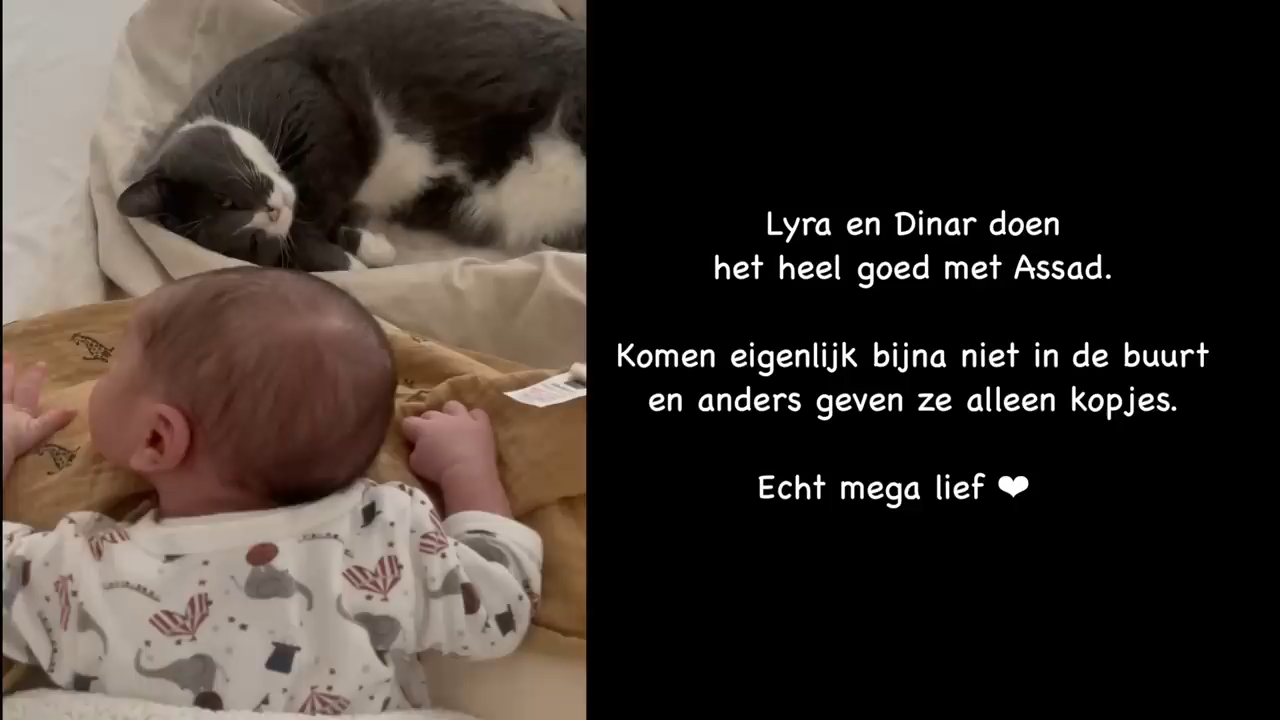 Lyra en Dinar doen
het heel goed met Assad.
Komen eigenlijk bijna niet in de buurt
en anders geven ze alleen kopjes.
Echt mega lief ❤